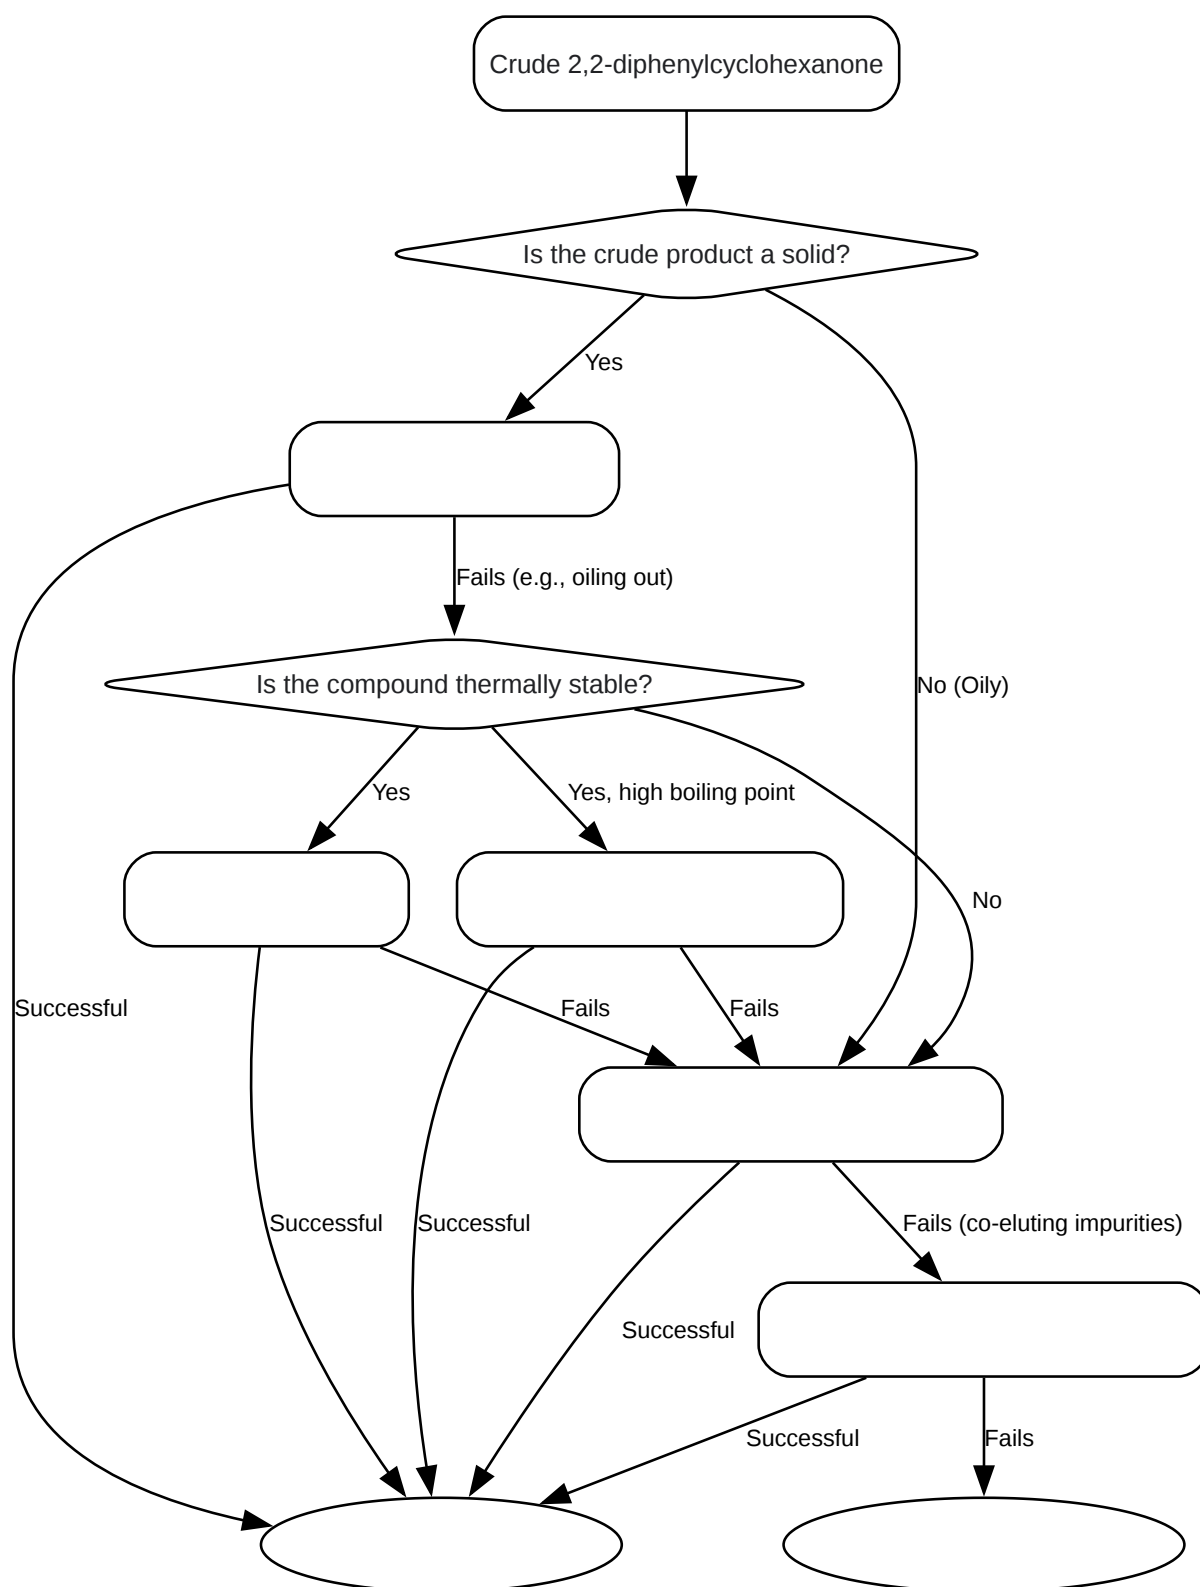 Crude 2,2-diphenylcyclohexanone
Is the crude product a solid?
Yes
Fails (e.g., oiling out)
Is the compound thermally stable?
No (Oily)
Yes
Yes, high boiling point
No
Successful
Fails
Fails
Successful
Successful
Fails (co-eluting impurities)
Successful
Successful
Fails